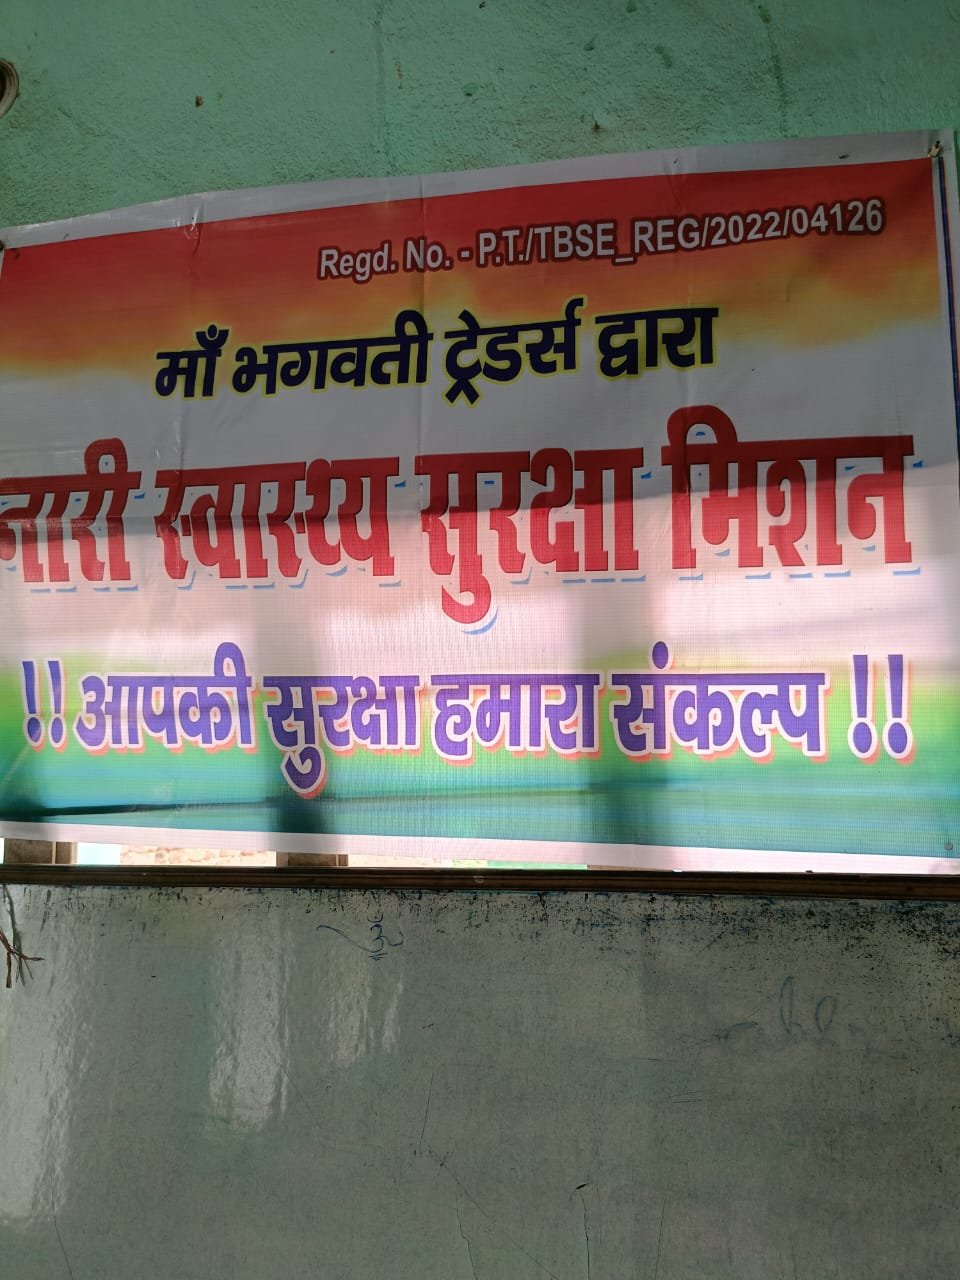 Regd. No. - P.T./TBSE_REG/2022/04126
माँ भगवती ट्रेडर्स द्वारा
नारी स्वास्थ्य सुरक्षा मिशन
!! आपकी सुरक्षा हमारा संकल्प !!
ॐ